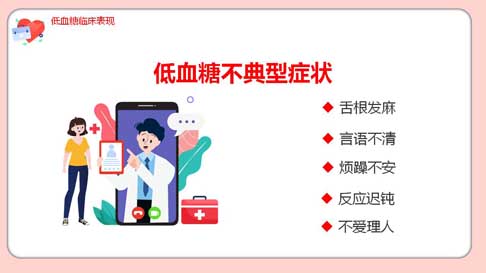 低血糖临床表现
低血糖不典型症状
舌根发麻
言语不清
烦躁不安
反应迟钝
不爱理人